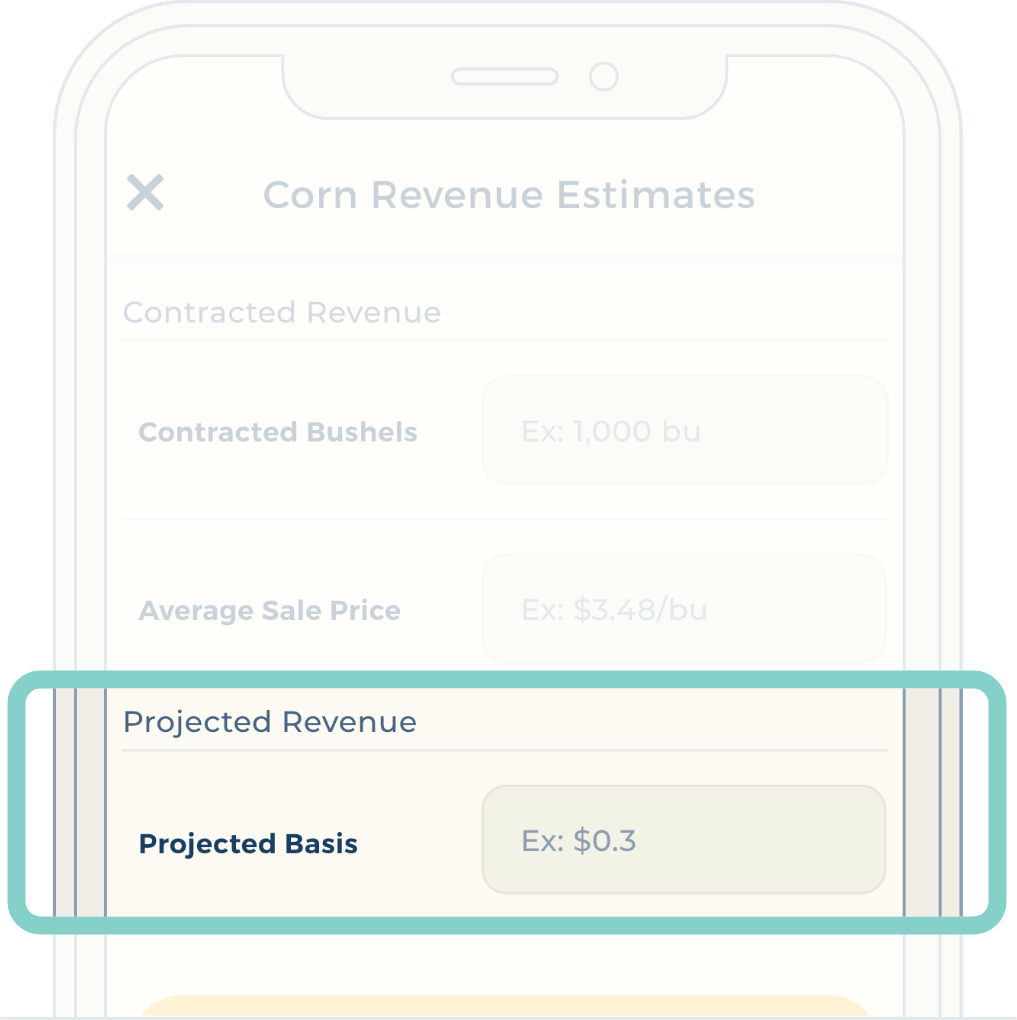 Corn Revenue Estimates
Contracted Revenue
Contracted Bushels
Ex: 1,000 bu
Average Sale Price
Ex: $3.48/bu
Projected Revenue
Projected Basis
Ex: $0.3